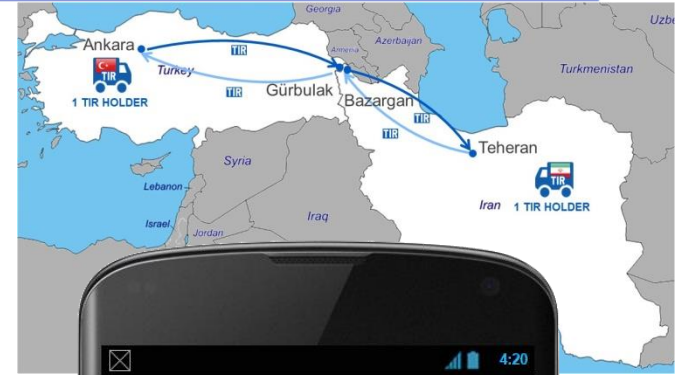 Georgia
Uzbe
Ankara
TIR
Armenia
Azerbaijan
TIR
Turkey
1 TIR HOLDER
TIR
Gürbulak
Bazargan
Turkmenistan
TIR
TIR
Teheran
Syria
TIR
Lebanon
Iran
1 TIR HOLDER
Israel
Jordan
Iraq
4:20